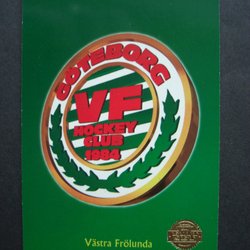 GÖTEBORG
VF
HOCKEY
CLUB
1984
Västra Frölunda